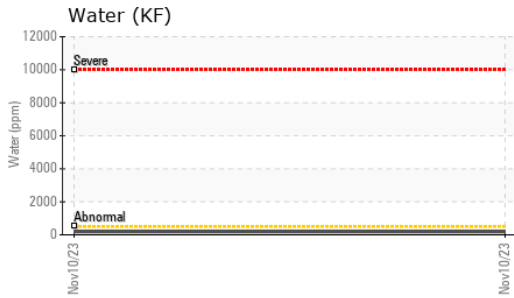 Water (KF)
12000
Severe
10000
8000
6000
4000
2000
Abnormal
0
Water (ppm)
Nov10/23
Nov10/23